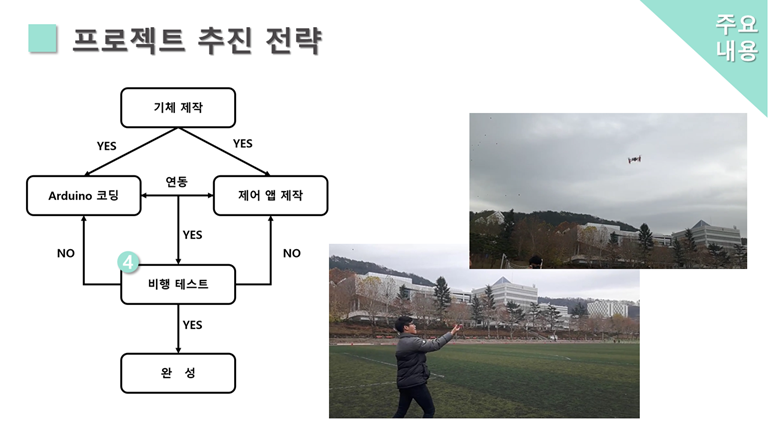 프로젝트 추진 전략
주요
내용
기체 제작
YES
YES
Arduino 코딩
연동
제어 앱 제작
NO
YES
NO
4
비행 테스트
YES
완 성